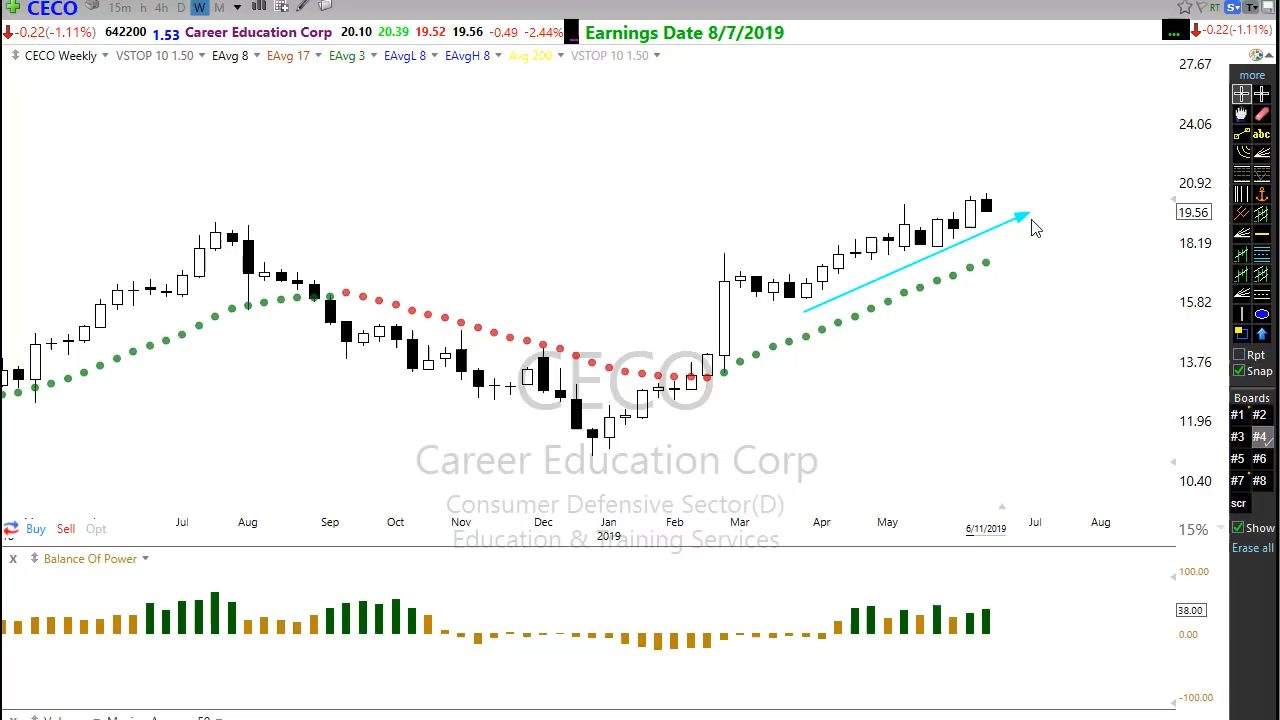 CECO 15m h 4h D W M RT S T
-0.22(-1.11%) 642200 1.53 Career Education Corp 20.10 20.39 19.52 19.56 -0.49 -2.44% Earnings Date 8/7/2019 ... -0.22(-1.11%)
CECO Weekly VSTOP 10 1.50 EAvg 8 EAvg 17 EAvg 3 EAvgL 8 EAvgH 8 Avg 200 VSTOP 10 1.50
27.67
more
abc
24.06
20.92
19.56
18.19
15.82
13.76
11.96
10.40
Rpt
Snap
Boards
#1 #2
#3 #4
#5 #6
#7 #8
scr
Show
Erase all
CECO
Career Education Corp
Consumer Defensive Sector(D)
Education & Training Services
Jul Aug Sep Oct Nov Dec Jan Feb Mar Apr May 6/11/2019 Jul Aug
2019
Buy Sell Opt
15%
x Balance Of Power
100.00
38.00
0.00
-100.00